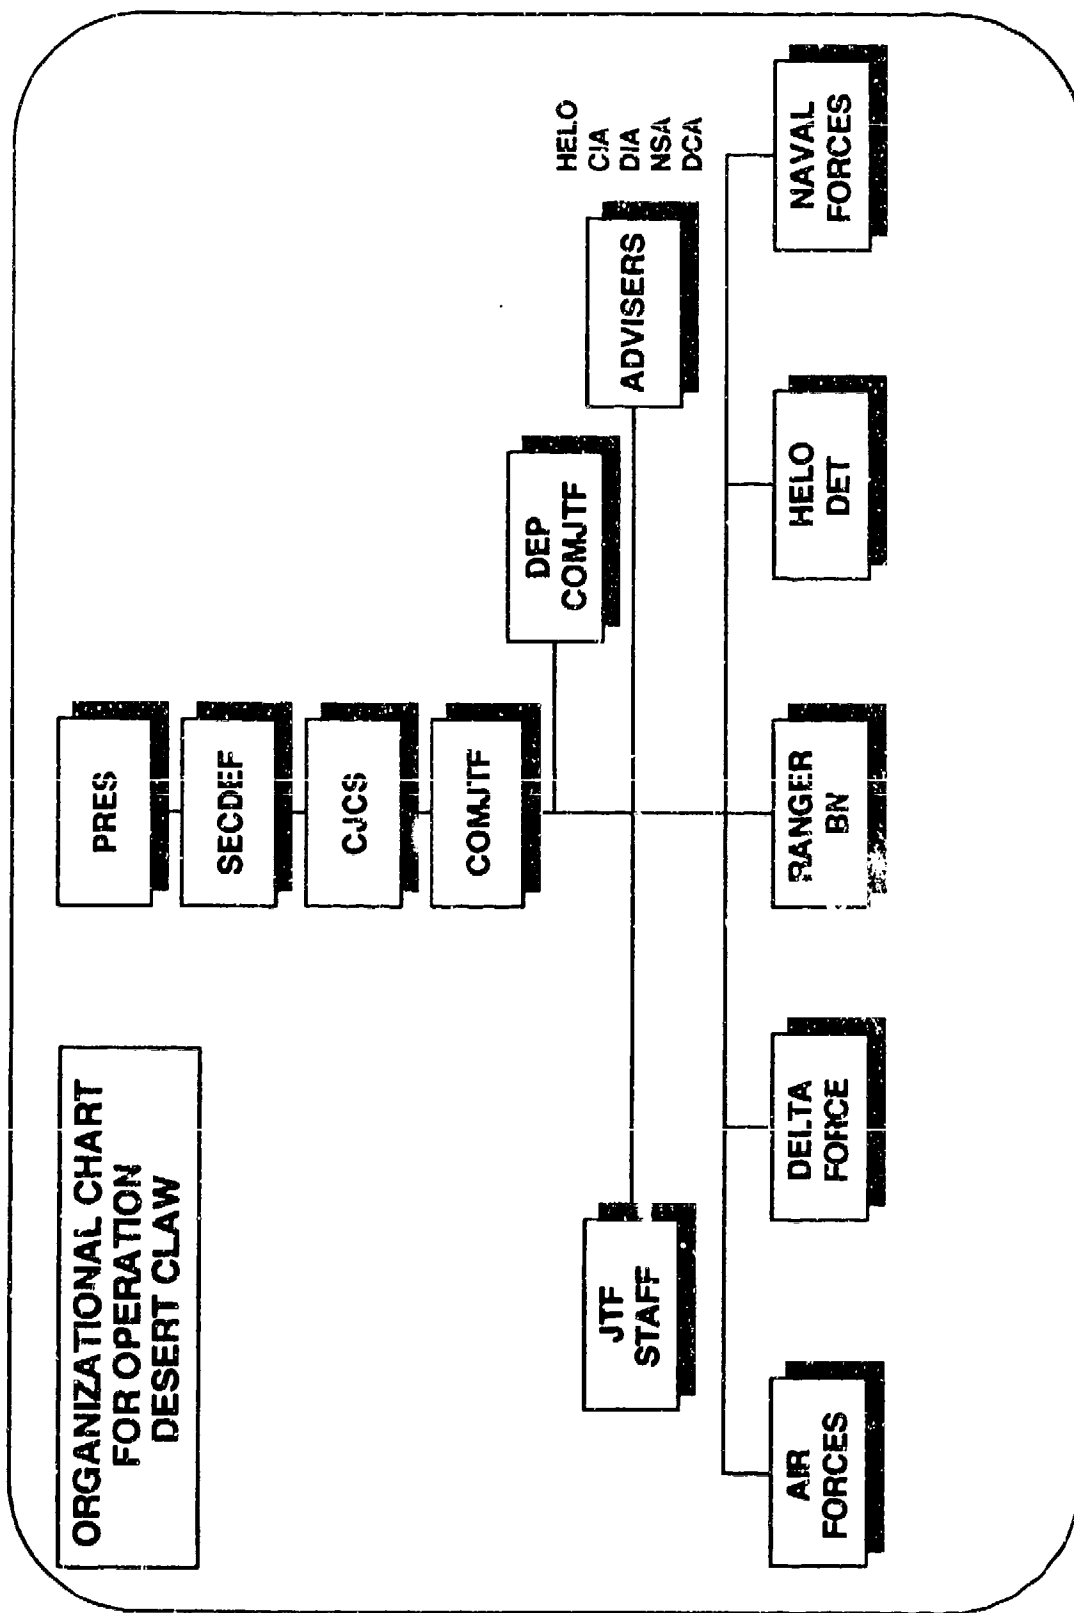 ORGANIZATIONAL CHART
FOR OPERATION
DESERT CLAW
PRES
SECDEF
CJCS
COMJTF
DEP
COMJTF
JTF
STAFF
ADVISERS
HELO
CIA
DIA
NSA
DCA
AIR
FORCES
DELTA
FORCE
RANGER
BN
HELO
DET
NAVAL
FORCES